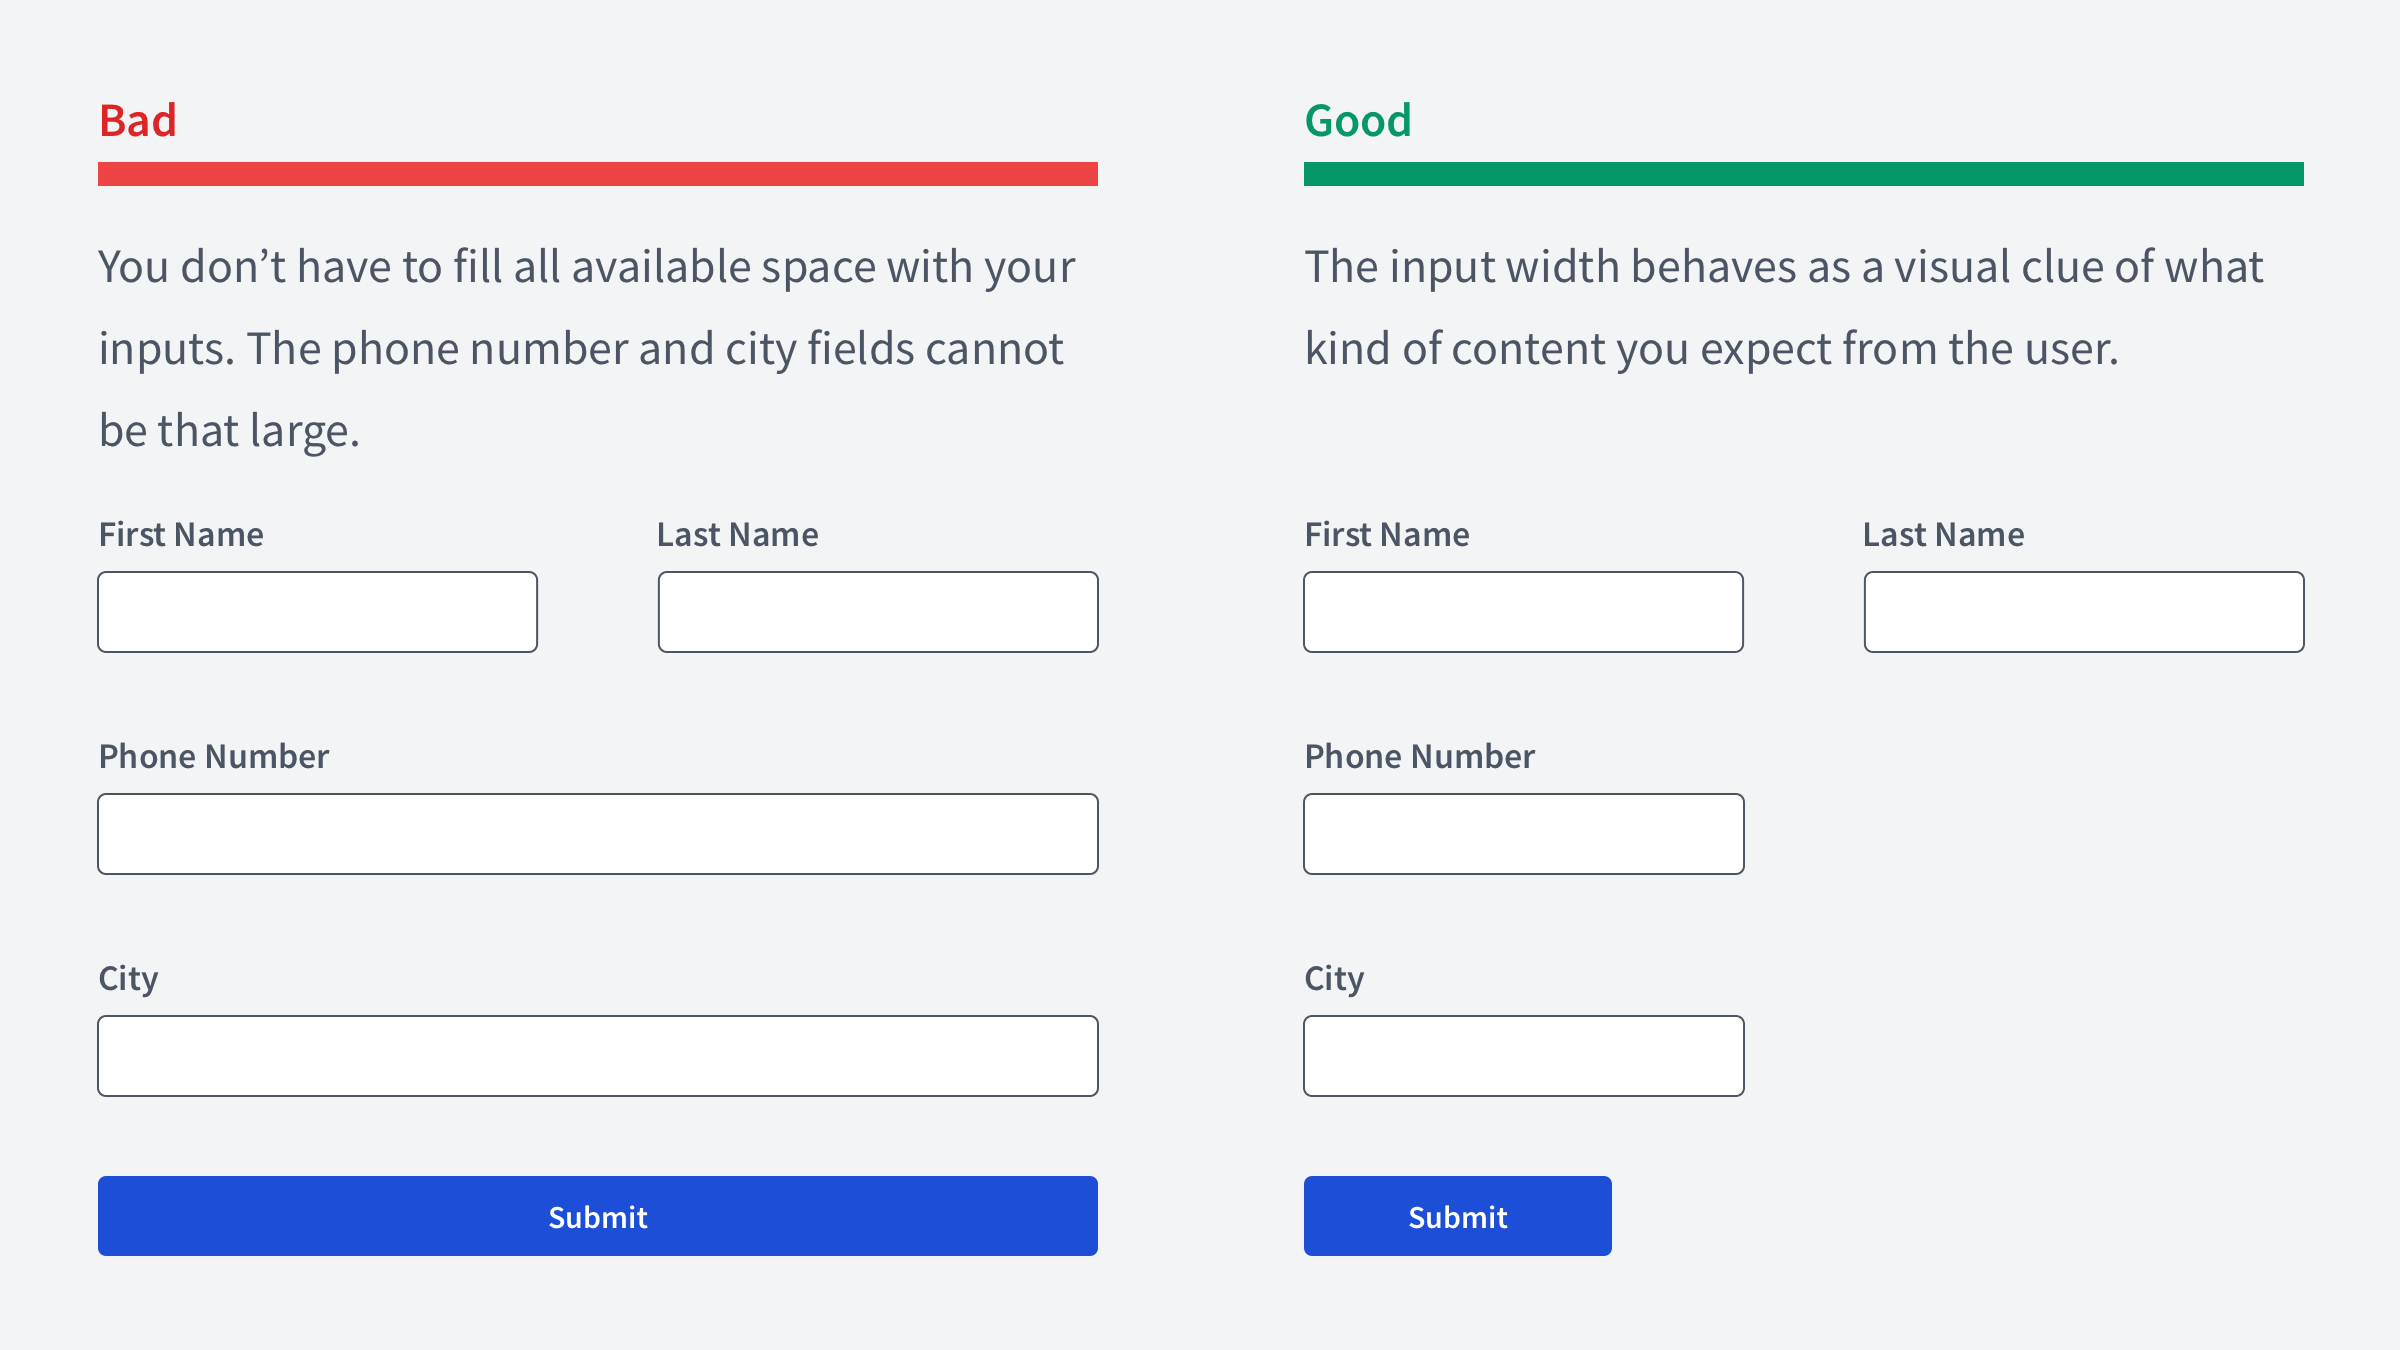 Bad
You don’t have to fill all available space with your
inputs. The phone number and city fields cannot
be that large.
First Name
Last Name
Phone Number
City
Submit
Good
The input width behaves as a visual clue of what
kind of content you expect from the user.
First Name
Last Name
Phone Number
City
Submit